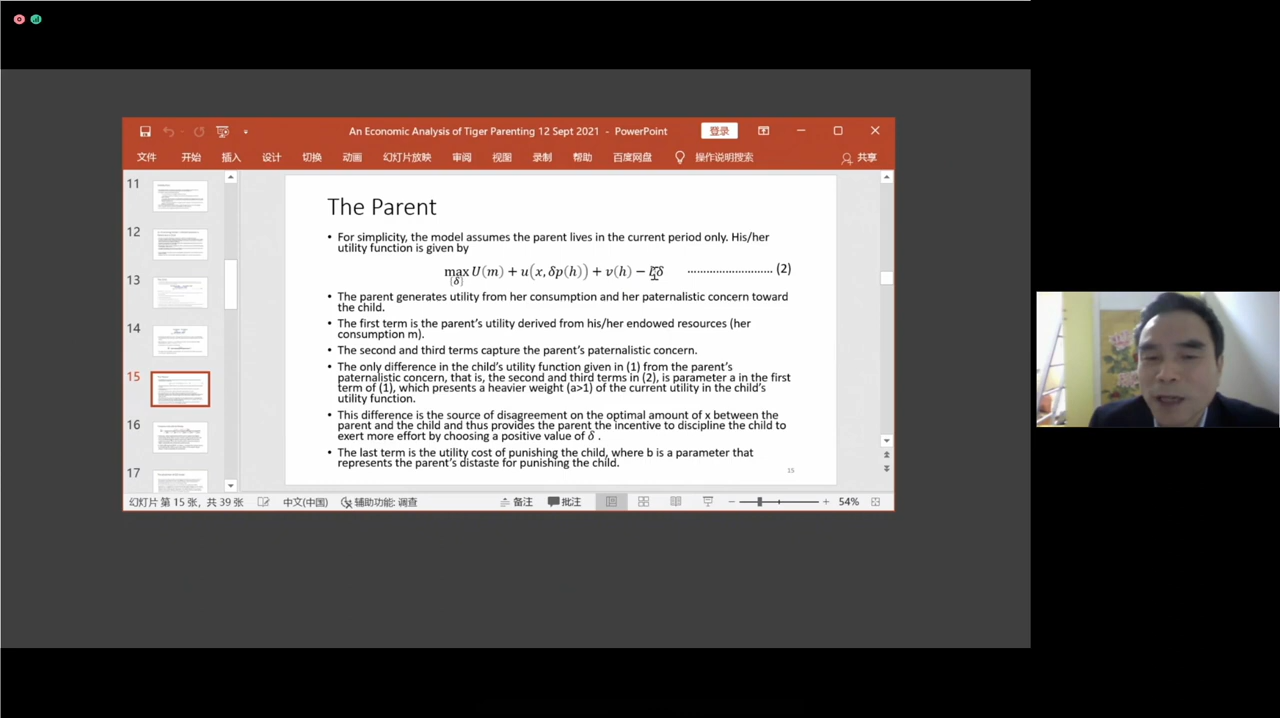 An Economic Analysis of Tiger Parenting 12 Sept 2021 - PowerPoint
登录
文件 开始 插入 设计 切换 动画 幻灯片放映 审阅 视图 录制 帮助 百度网盘 操作说明搜索 共享
11
12
13
14
15
16
17
The Parent
• For simplicity, the model assumes the parent lives in the current period only. His/her
utility function is given by
max U(m) + u(x, δp(h)) + v(h) − bδ ........................... (2)
{δ}
• The parent generates utility from her consumption and her paternalistic concern toward
the child.
• The first term is the parent's utility derived from his/her endowed resources (her
consumption m).
• The second and third terms capture the parent's paternalistic concern.
• The only difference in the child's utility function given in (1) from the parent's
paternalistic concern, that is, the second and third terms in (2), is parameter a in the first
term of (1), which presents a heavier weight (a>1) of the current utility in the child's
utility function.
• This difference is the source of disagreement on the optimal amount of x between the
parent and the child and thus provides the parent the incentive to discipline the child to
exert more effort by choosing a positive value of δ .
• The last term is the utility cost of punishing the child, where b is a parameter that
represents the parent's distaste for punishing the child.
15
幻灯片 第 15 张，共 39 张 中文(中国) 辅助功能: 调查 备注 批注 54%